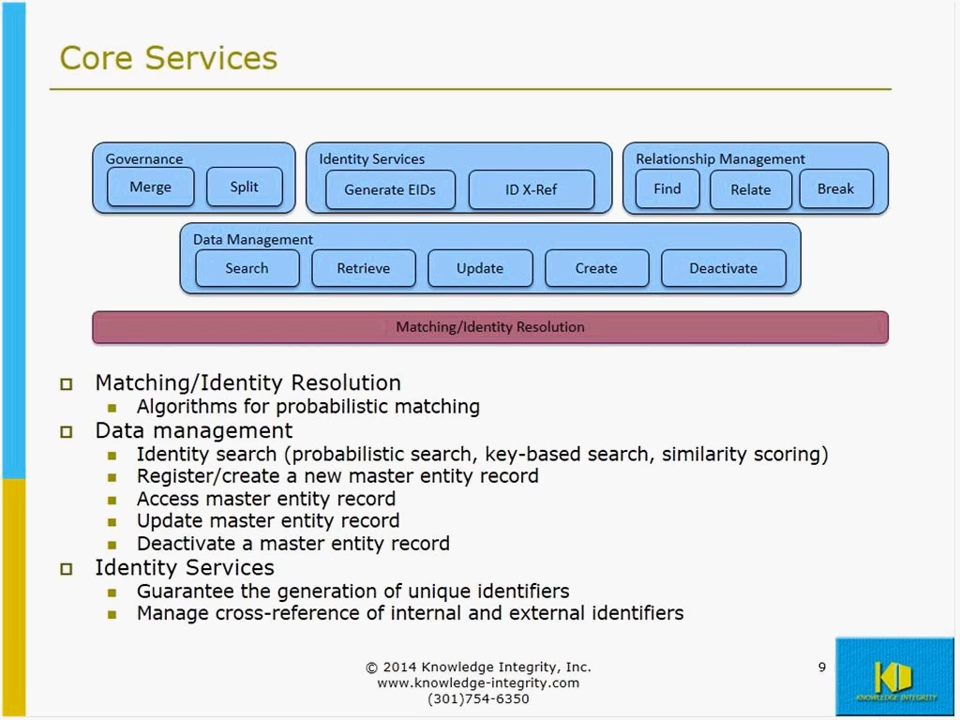 Core Services
Governance
Merge
Split
Identity Services
Generate EIDs
ID X-Ref
Relationship Management
Find
Relate
Break
Data Management
Search
Retrieve
Update
Create
Deactivate
Matching/Identity Resolution
Matching/Identity Resolution
Algorithms for probabilistic matching
Data management
Identity search (probabilistic search, key-based search, similarity scoring)
Register/create a new master entity record
Access master entity record
Update master entity record
Deactivate a master entity record
Identity Services
Guarantee the generation of unique identifiers
Manage cross-reference of internal and external identifiers
© 2014 Knowledge Integrity, Inc.
www.knowledge-integrity.com
(301)754-6350
9
KNOWLEDGE INTEGRITY